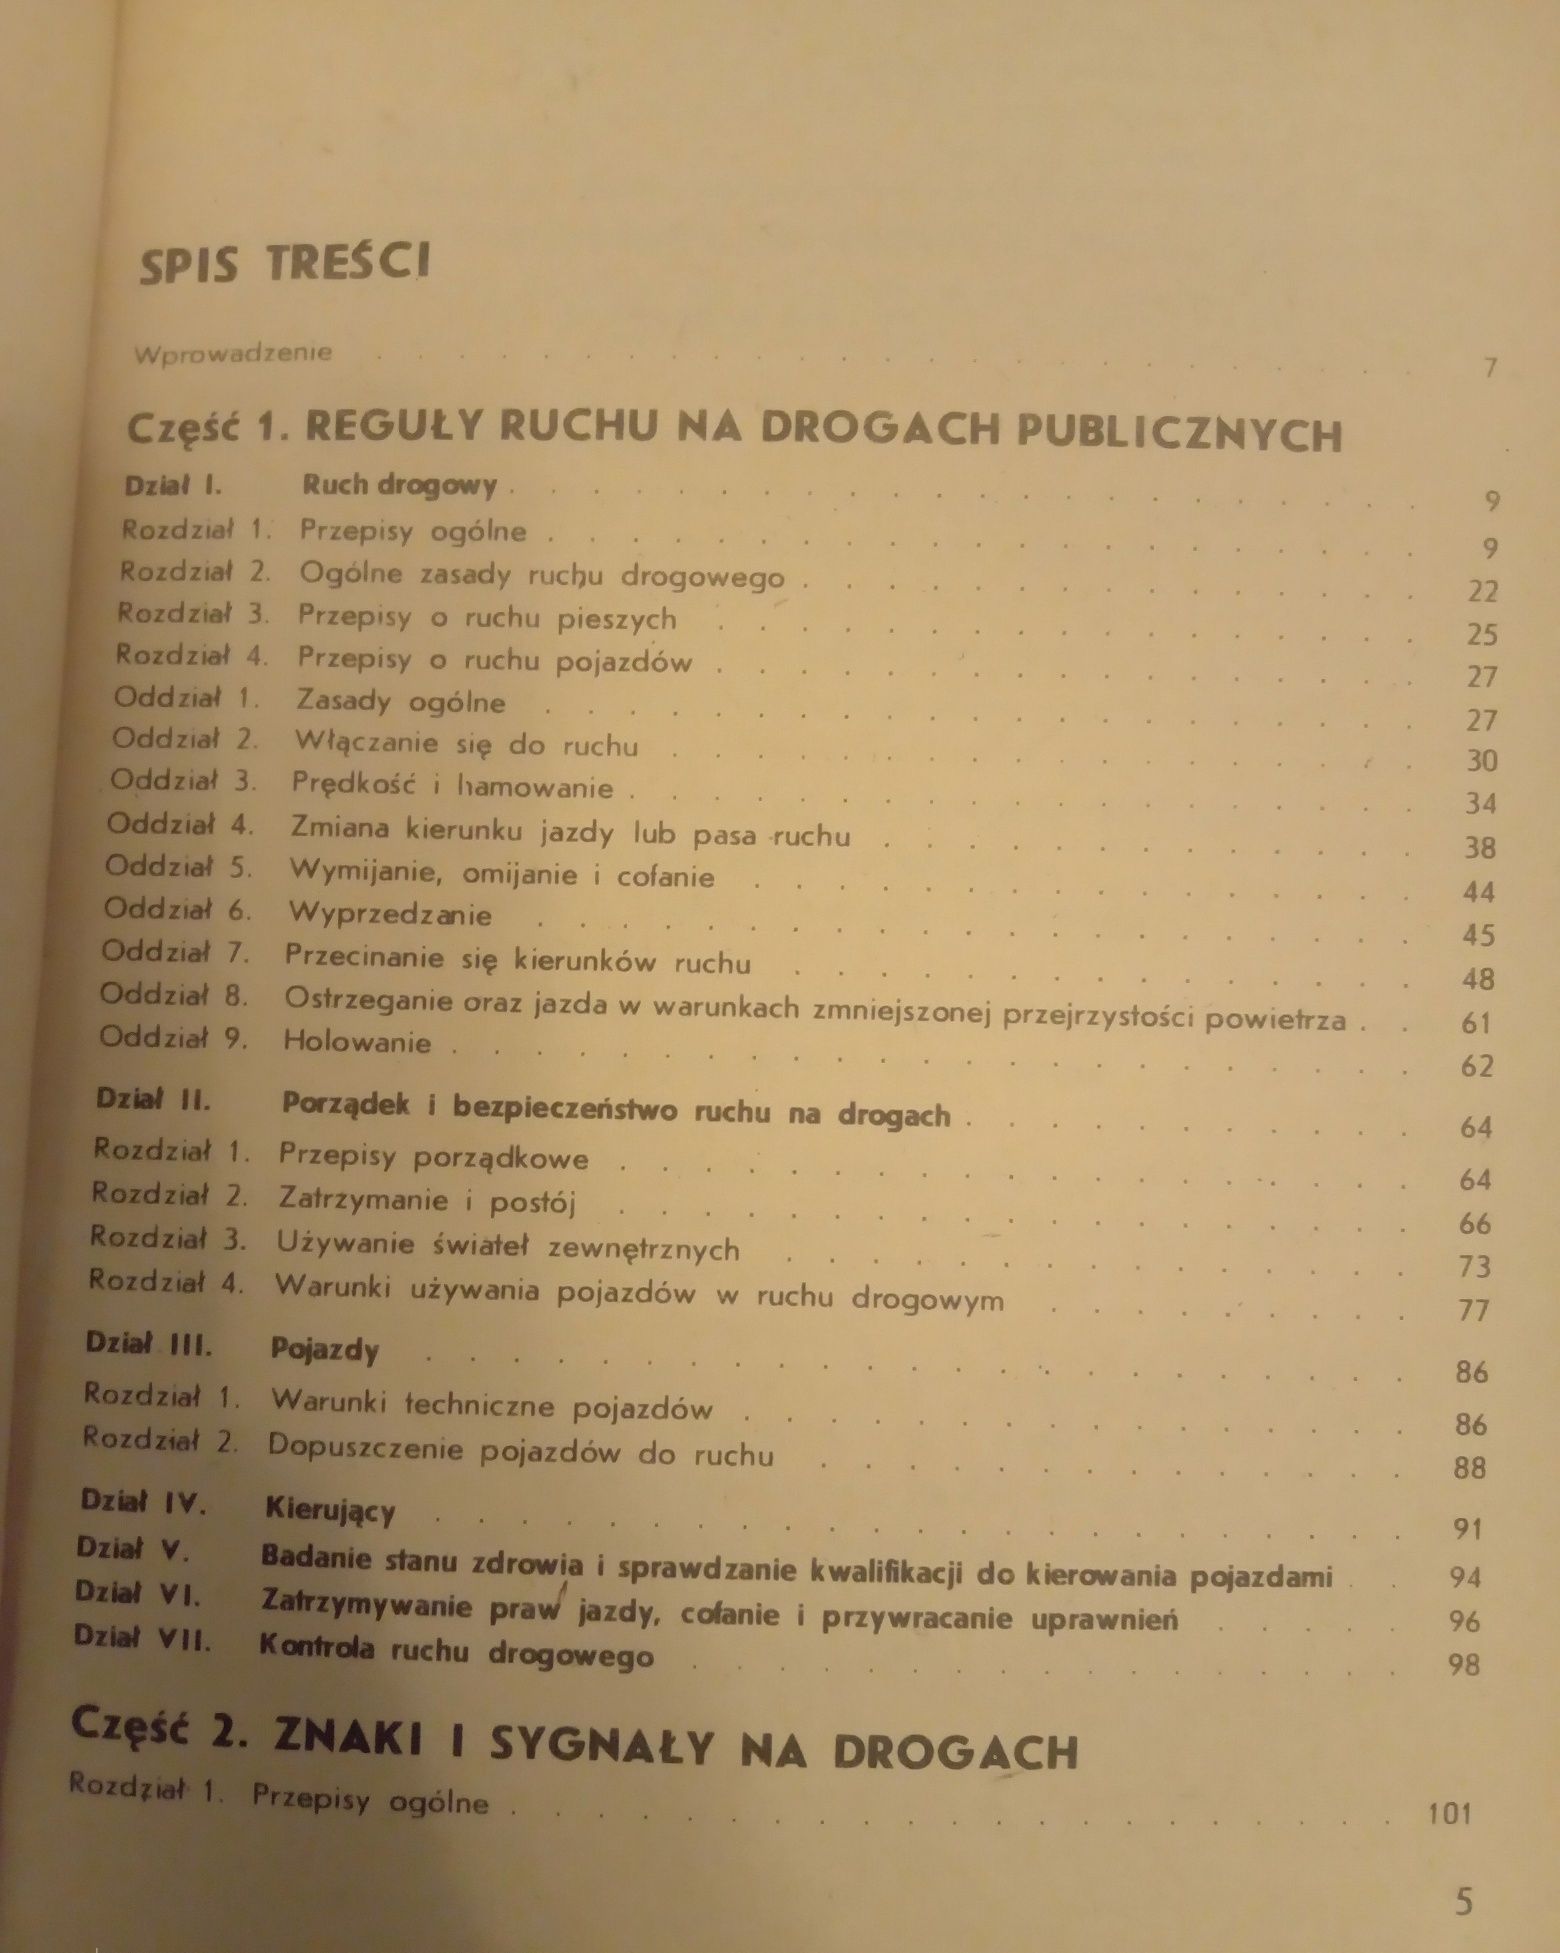 SPIS TREŚCI
Wprowadzenie . . . . . . . . . . . . . . . . . . . . . . . . . 7
Część 1. REGUŁY RUCHU NA DROGACH PUBLICZNYCH
Dział I. Ruch drogowy . . . . . . . . . . . . . . . . . . . . . 9
Rozdział 1. Przepisy ogólne . . . . . . . . . . . . . . . . . . . . . 9
Rozdział 2. Ogólne zasady ruchu drogowego . . . . . . . . . . . . . . . 22
Rozdział 3. Przepisy o ruchu pieszych . . . . . . . . . . . . . . . . . 25
Rozdział 4. Przepisy o ruchu pojazdów . . . . . . . . . . . . . . . . . 27
Oddział 1. Zasady ogólne . . . . . . . . . . . . . . . . . . . . . 27
Oddział 2. Włączanie się do ruchu . . . . . . . . . . . . . . . . . . 30
Oddział 3. Prędkość i hamowanie . . . . . . . . . . . . . . . . . . . 34
Oddział 4. Zmiana kierunku jazdy lub pasa ruchu . . . . . . . . . . . . . 38
Oddział 5. Wymijanie, omijanie i cofanie . . . . . . . . . . . . . . . . 44
Oddział 6. Wyprzedzanie . . . . . . . . . . . . . . . . . . . . . 45
Oddział 7. Przecinanie się kierunków ruchu . . . . . . . . . . . . . . . 48
Oddział 8. Ostrzeganie oraz jazda w warunkach zmniejszonej przejrzystości powietrza . . 61
Oddział 9. Holowanie . . . . . . . . . . . . . . . . . . . . . . . 62
Dział II. Porządek i bezpieczeństwo ruchu na drogach . . . . . . . . . . . 64
Rozdział 1. Przepisy porządkowe . . . . . . . . . . . . . . . . . . . 64
Rozdział 2. Zatrzymanie i postój . . . . . . . . . . . . . . . . . . . 66
Rozdział 3. Używanie świateł zewnętrznych . . . . . . . . . . . . . . . 73
Rozdział 4. Warunki używania pojazdów w ruchu drogowym . . . . . . . . . 77
Dział III. Pojazdy . . . . . . . . . . . . . . . . . . . . . . . 86
Rozdział 1. Warunki techniczne pojazdów . . . . . . . . . . . . . . . . 86
Rozdział 2. Dopuszczenie pojazdów do ruchu . . . . . . . . . . . . . . 88
Dział IV. Kierujący . . . . . . . . . . . . . . . . . . . . . . . 91
Dział V. Badanie stanu zdrowia i sprawdzanie kwalifikacji do kierowania pojazdami . . 94
Dział VI. Zatrzymywanie praw jazdy, cofanie i przywracanie uprawnień . . . . . 96
Dział VII. Kontrola ruchu drogowego . . . . . . . . . . . . . . . . . 98
Część 2. ZNAKI I SYGNAŁY NA DROGACH
Rozdział 1. Przepisy ogólne . . . . . . . . . . . . . . . . . . . . . 101
5